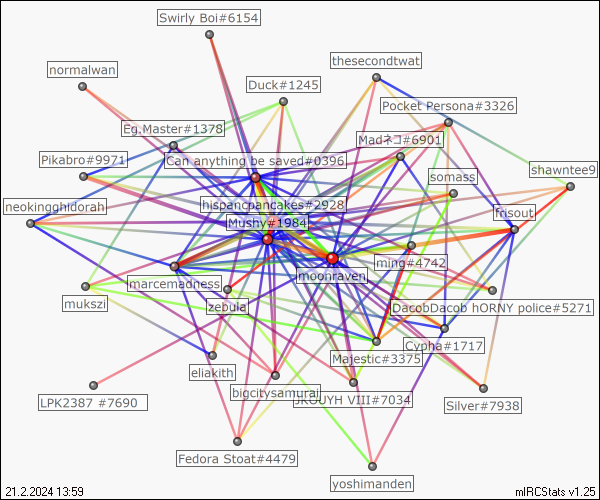 Swirly Boi#6154
thesecondtwat
normalwan
Duck#1245
Pocket Persona#3326
Eg.Master#1378
Madネコ#6901
Pikabro#9971
Can anything be saved#0396
shawntee9
somass
neokingghidorah
hispancpancakes#2928
frisout
Mushy#1984
ming#4742
moonraven
marcemadness
mukszi
zebula
DacoDacob hORNY police#5271
Cypha#1717
Majestic#3375
eliakith
bigcitysamurai
JKOUYH VIII#7034
LPK2387 #7690
Silver#7938
Fedora Stoat#4479
yoshimanden
21.2.2024 13:59
mIRCStats v1.25